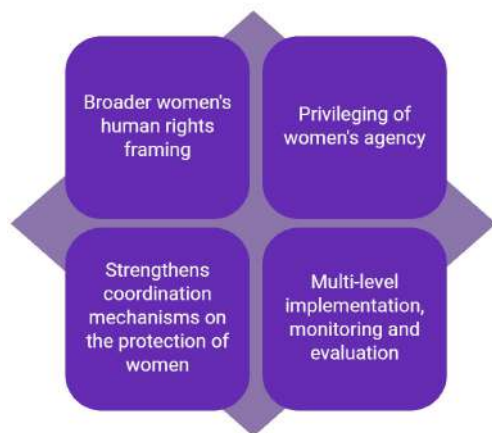 Broader women's
human rights
framing
Privileging of
women's agency
Strengthens
coordination
mechanisms on
the protection of
women
Multi-level
implementation,
monitoring and
evaluation